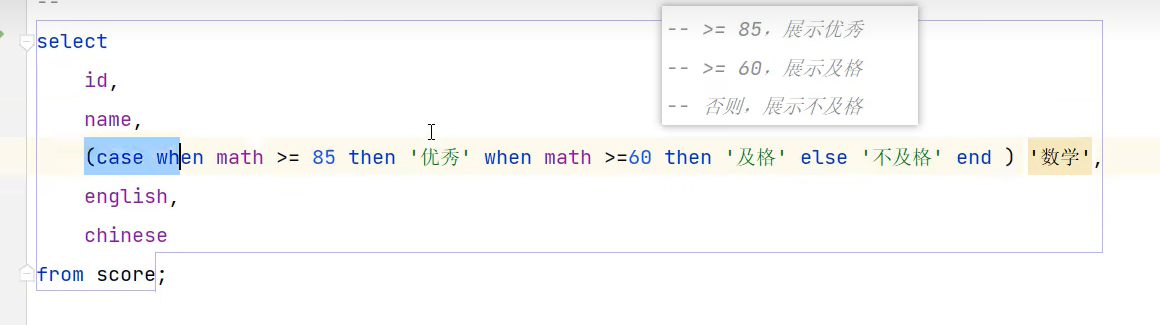 --
-- >= 85，展示优秀
-- >= 60，展示及格
-- 否则，展示不及格
select
id,
name,
(case when math >= 85 then '优秀' when math >=60 then '及格' else '不及格' end ) '数学',
english,
chinese
from score;